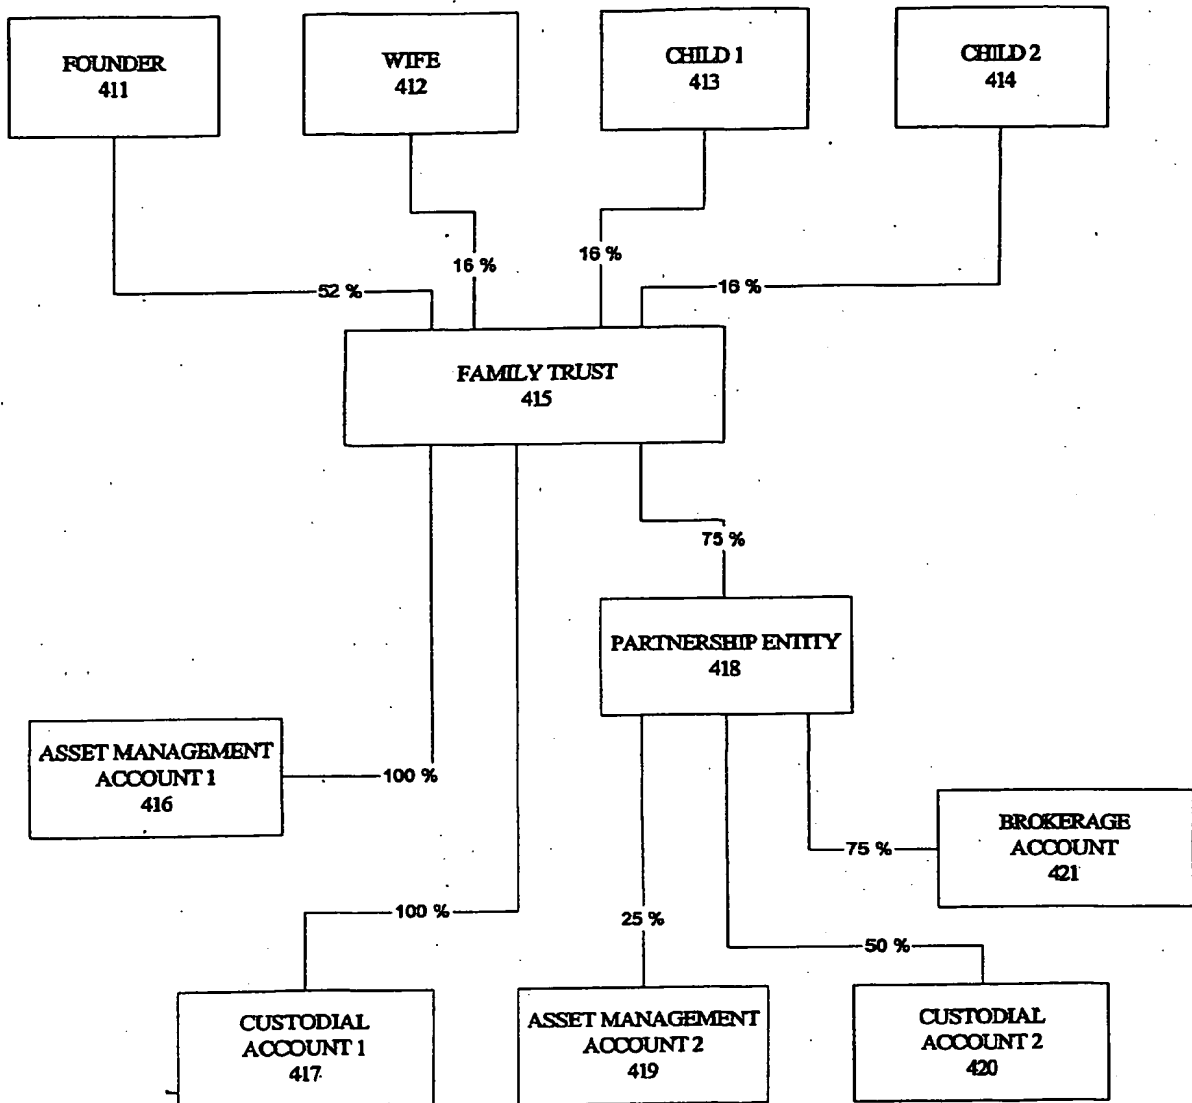 FOUNDER
411
WIFE
412
CHILD 1
413
CHILD 2
414
16 %
16 %
52 %
16 %
FAMILY TRUST
415
75 %
PARTNERSHIP ENTITY
418
ASSET MANAGEMENT
ACCOUNT 1
416
100 %
BROKERAGE
ACCOUNT
421
75 %
100 %
25 %
50 %
CUSTODIAL
ACCOUNT 1
417
ASSET MANAGEMENT
ACCOUNT 2
419
CUSTODIAL
ACCOUNT 2
420